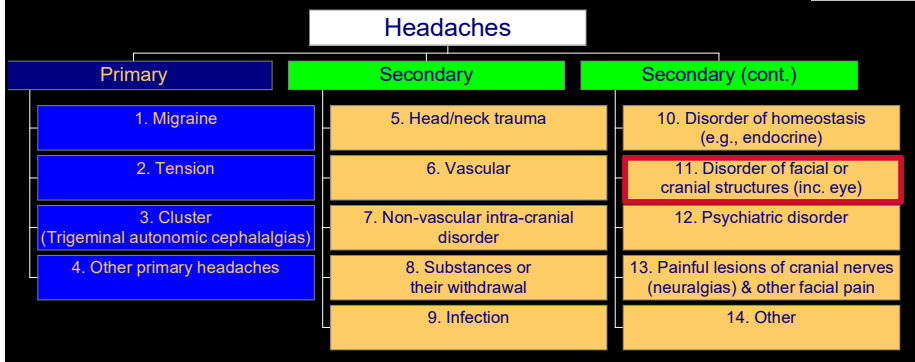 Headaches
Primary
1. Migraine
2. Tension
3. Cluster
(Trigeminal autonomic cephalalgias)
4. Other primary headaches
Secondary
5. Head/neck trauma
6. Vascular
7. Non-vascular intra-cranial
disorder
8. Substances or
their withdrawal
9. Infection
Secondary (cont.)
10. Disorder of homeostasis
(e.g., endocrine)
11. Disorder of facial or
cranial structures (inc. eye)
12. Psychiatric disorder
13. Painful lesions of cranial nerves
(neuralgias) & other facial pain
14. Other